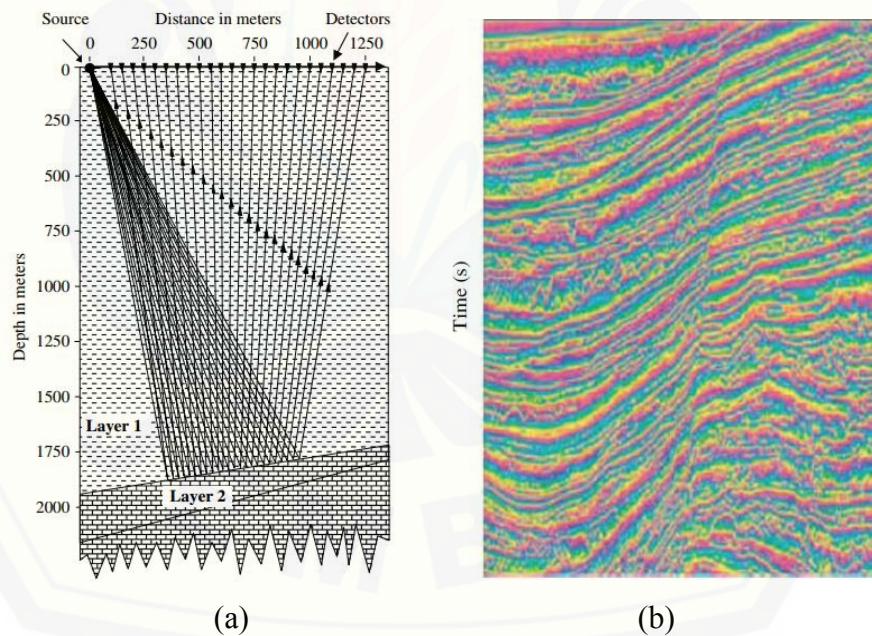 Source Distance in meters Detectors
0 250 500 750 1000 1250
0
250
500
750
1000
1250
1500
1750
2000
Depth in meters
Layer 1
Layer 2
Time (s)
(a) (b)